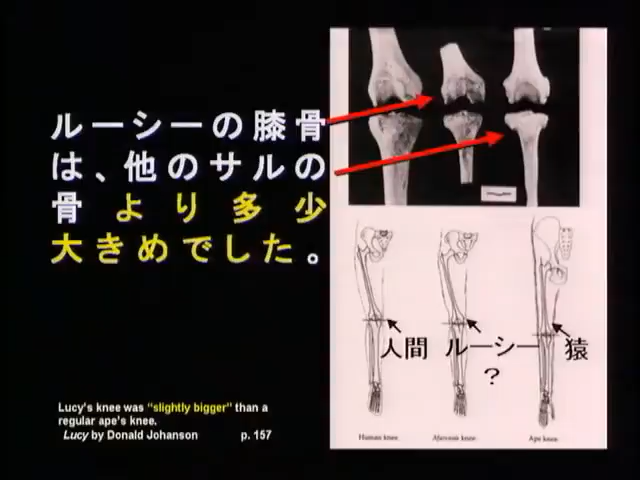 ルーシーの膝骨
は、他のサルの
骨より多少
大きめでした。
人間 ルーシー 猿
?
Human knee Afarensis knee Ape knee
Lucy's knee was "slightly bigger" than a
regular ape's knee.
Lucy by Donald Johanson p. 157